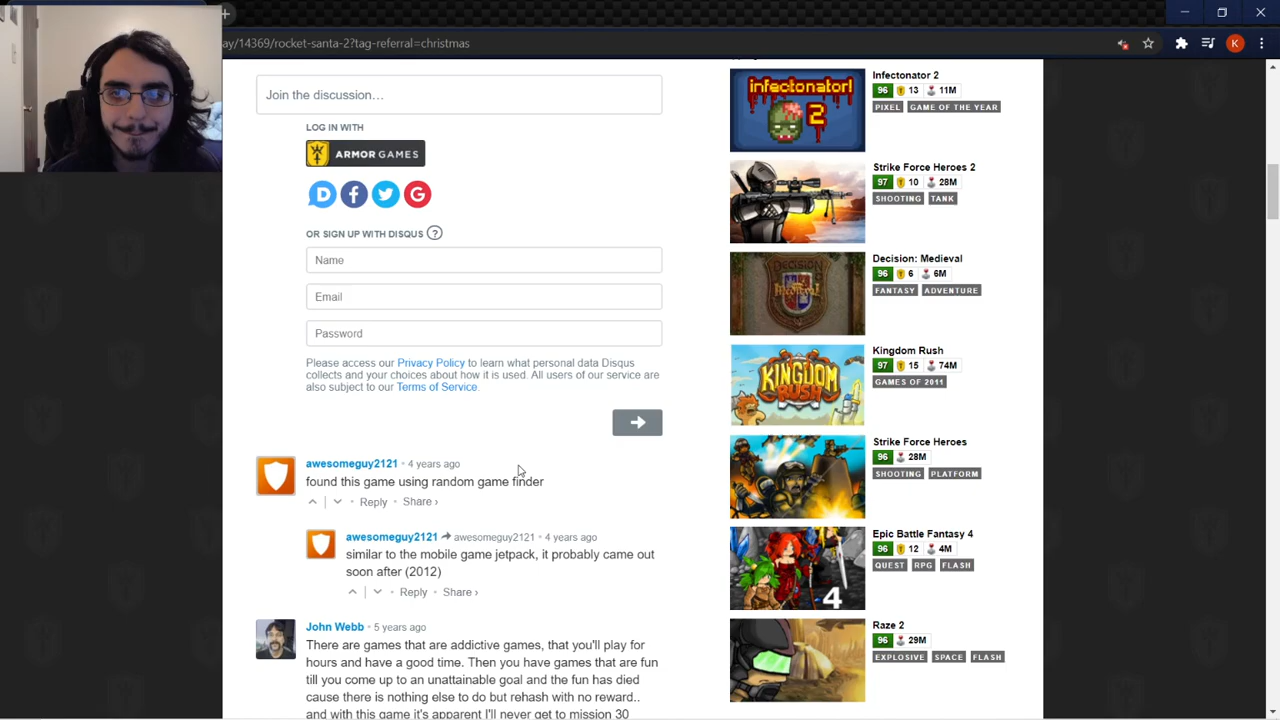 ay/14369/rocket-santa-2?tag-referral=christmas
K
Join the discussion…
LOG IN WITH
ARMOR GAMES
OR SIGN UP WITH DISQUS ?
Name
Email
Password
Please access our Privacy Policy to learn what personal data Disqus
collects and your choices about how it is used. All users of our service are
also subject to our Terms of Service.
awesomeguy2121 • 4 years ago
found this game using random game finder
Reply • Share ›
awesomeguy2121 awesomeguy2121 • 4 years ago
similar to the mobile game jetpack, it probably came out
soon after (2012)
Reply • Share ›
John Webb • 5 years ago
There are games that are addictive games, that you'll play for
hours and have a good time. Then you have games that are fun
till you come up to an unattainable goal and the fun has died
cause there is nothing else to do but rehash with no reward..
and with this game it's apparent I'll never get to mission 30
infectonator!
2
Infectonator 2
96 13 11M
PIXEL GAME OF THE YEAR
Strike Force Heroes 2
97 10 28M
SHOOTING TANK
DECISION
Medieval
Decision: Medieval
96 6 6M
FANTASY ADVENTURE
KINGDOM
RUSH
Kingdom Rush
97 15 74M
GAMES OF 2011
Strike Force Heroes
96 28M
SHOOTING PLATFORM
4
Epic Battle Fantasy 4
96 12 4M
QUEST RPG FLASH
Raze 2
96 29M
EXPLOSIVE SPACE FLASH